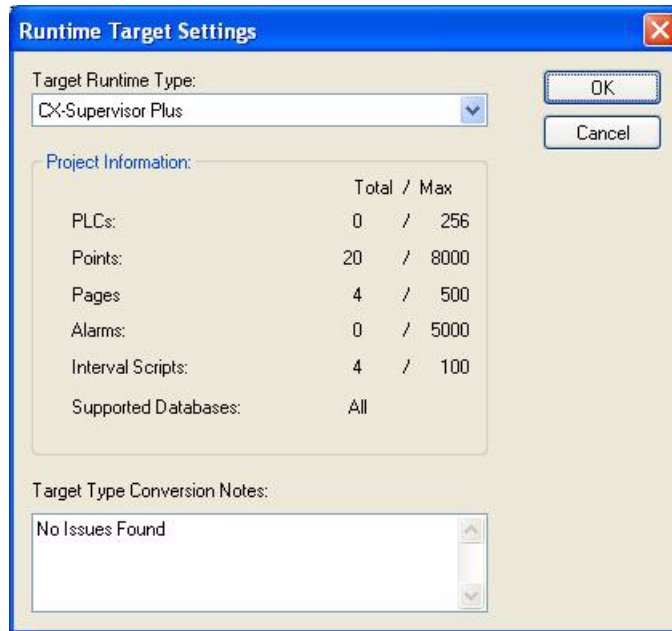 Runtime Target Settings
Target Runtime Type:
CX-Supervisor Plus
OK
Cancel
Project Information:
Total / Max
PLCs: 0 / 256
Points: 20 / 8000
Pages 4 / 500
Alarms: 0 / 5000
Interval Scripts: 4 / 100
Supported Databases: All
Target Type Conversion Notes:
No Issues Found